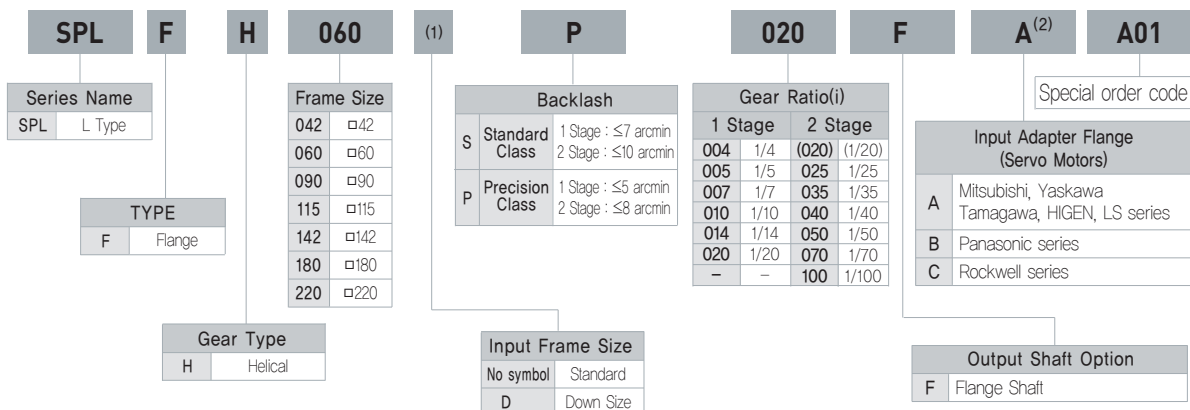 SPL F H 060 (1) P 020 F A(2) A01
Series Name
SPL L Type
TYPE
F Flange
Gear Type
H Helical
Frame Size
042 □42
060 □60
090 □90
115 □115
142 □142
180 □180
220 □220
Input Frame Size
No symbol Standard
D Down Size
Backlash
S Standard Class 1 Stage : ≤7 arcmin
2 Stage : ≤10 arcmin
P Precision Class 1 Stage : ≤5 arcmin
2 Stage : ≤8 arcmin
Gear Ratio(i)
1 Stage 2 Stage
004 1/4 (020) (1/20)
005 1/5 025 1/25
007 1/7 035 1/35
010 1/10 040 1/40
014 1/14 050 1/50
020 1/20 070 1/70
– – 100 1/100
Output Shaft Option
F Flange Shaft
Input Adapter Flange
(Servo Motors)
A Mitsubishi, Yaskawa
Tamagawa, HIGEN, LS series
B Panasonic series
C Rockwell series
Special order code